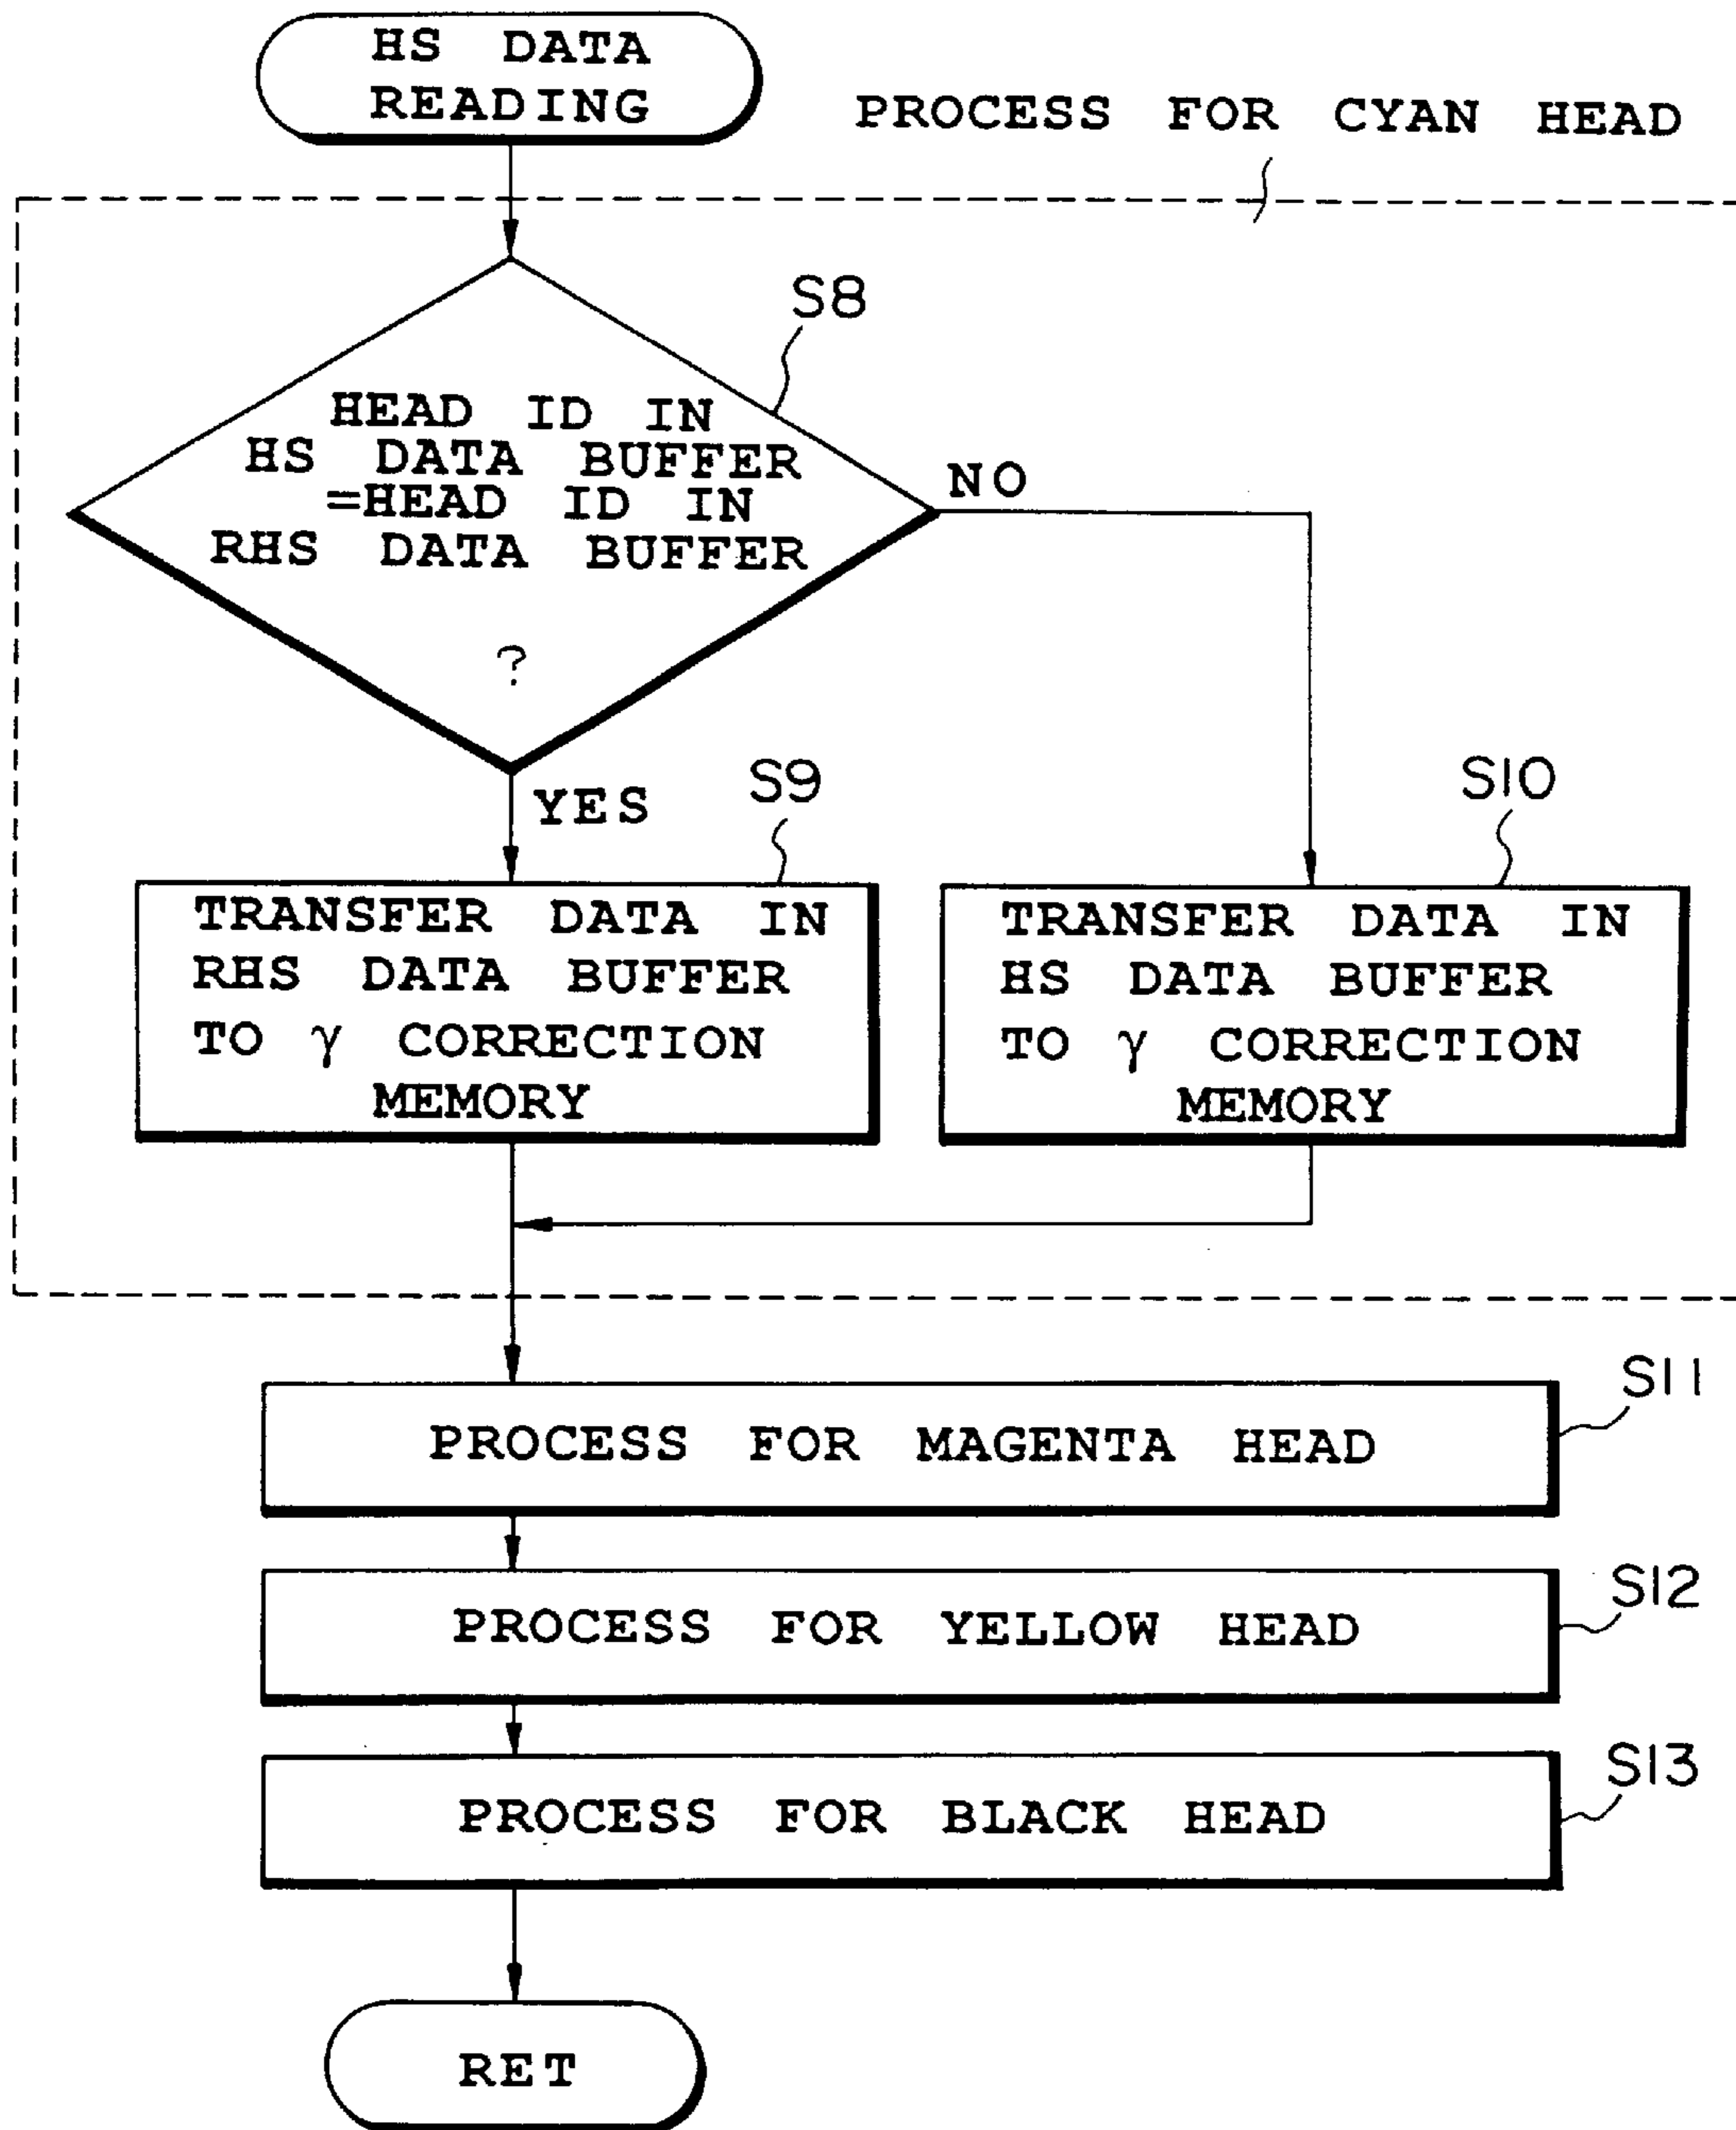 HS DATA
READING
PROCESS FOR CYAN HEAD
S8
HEAD ID IN
HS DATA BUFFER
=HEAD ID IN
RHS DATA BUFFER
?
NO
YES
S9
TRANSFER DATA IN
RHS DATA BUFFER
TO γ CORRECTION
MEMORY
S10
TRANSFER DATA IN
HS DATA BUFFER
TO γ CORRECTION
MEMORY
S11
PROCESS FOR MAGENTA HEAD
S12
PROCESS FOR YELLOW HEAD
S13
PROCESS FOR BLACK HEAD
RET